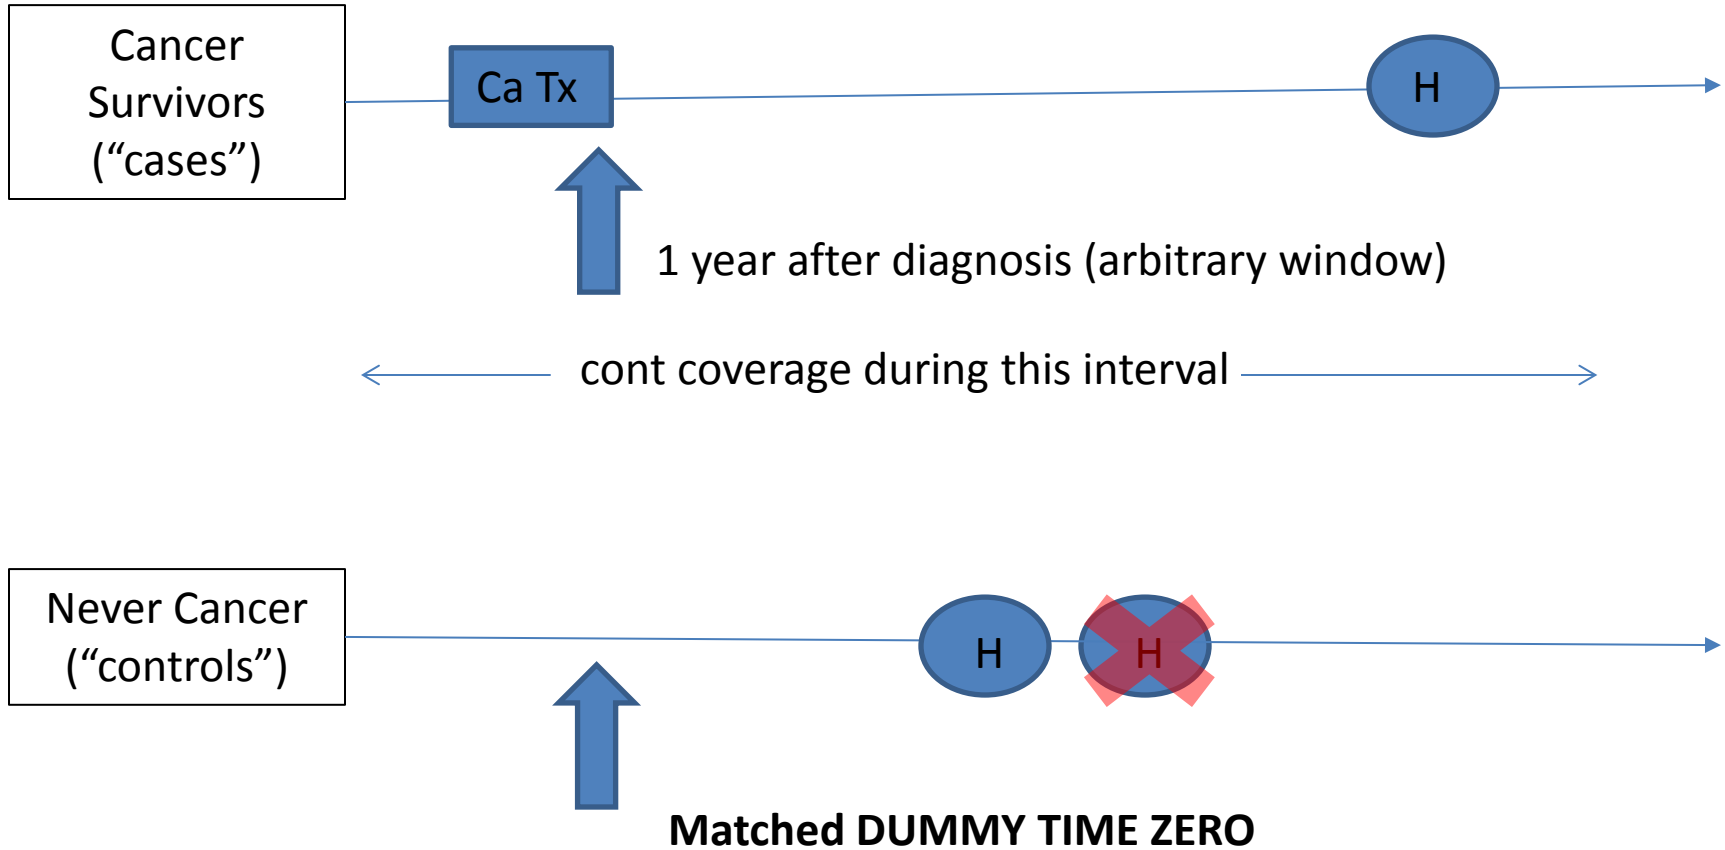 Cancer
Survivors
(“cases”)
Ca Tx
H
1 year after diagnosis (arbitrary window)
cont coverage during this interval
Never Cancer
(“controls”)
H
H
Matched DUMMY TIME ZERO